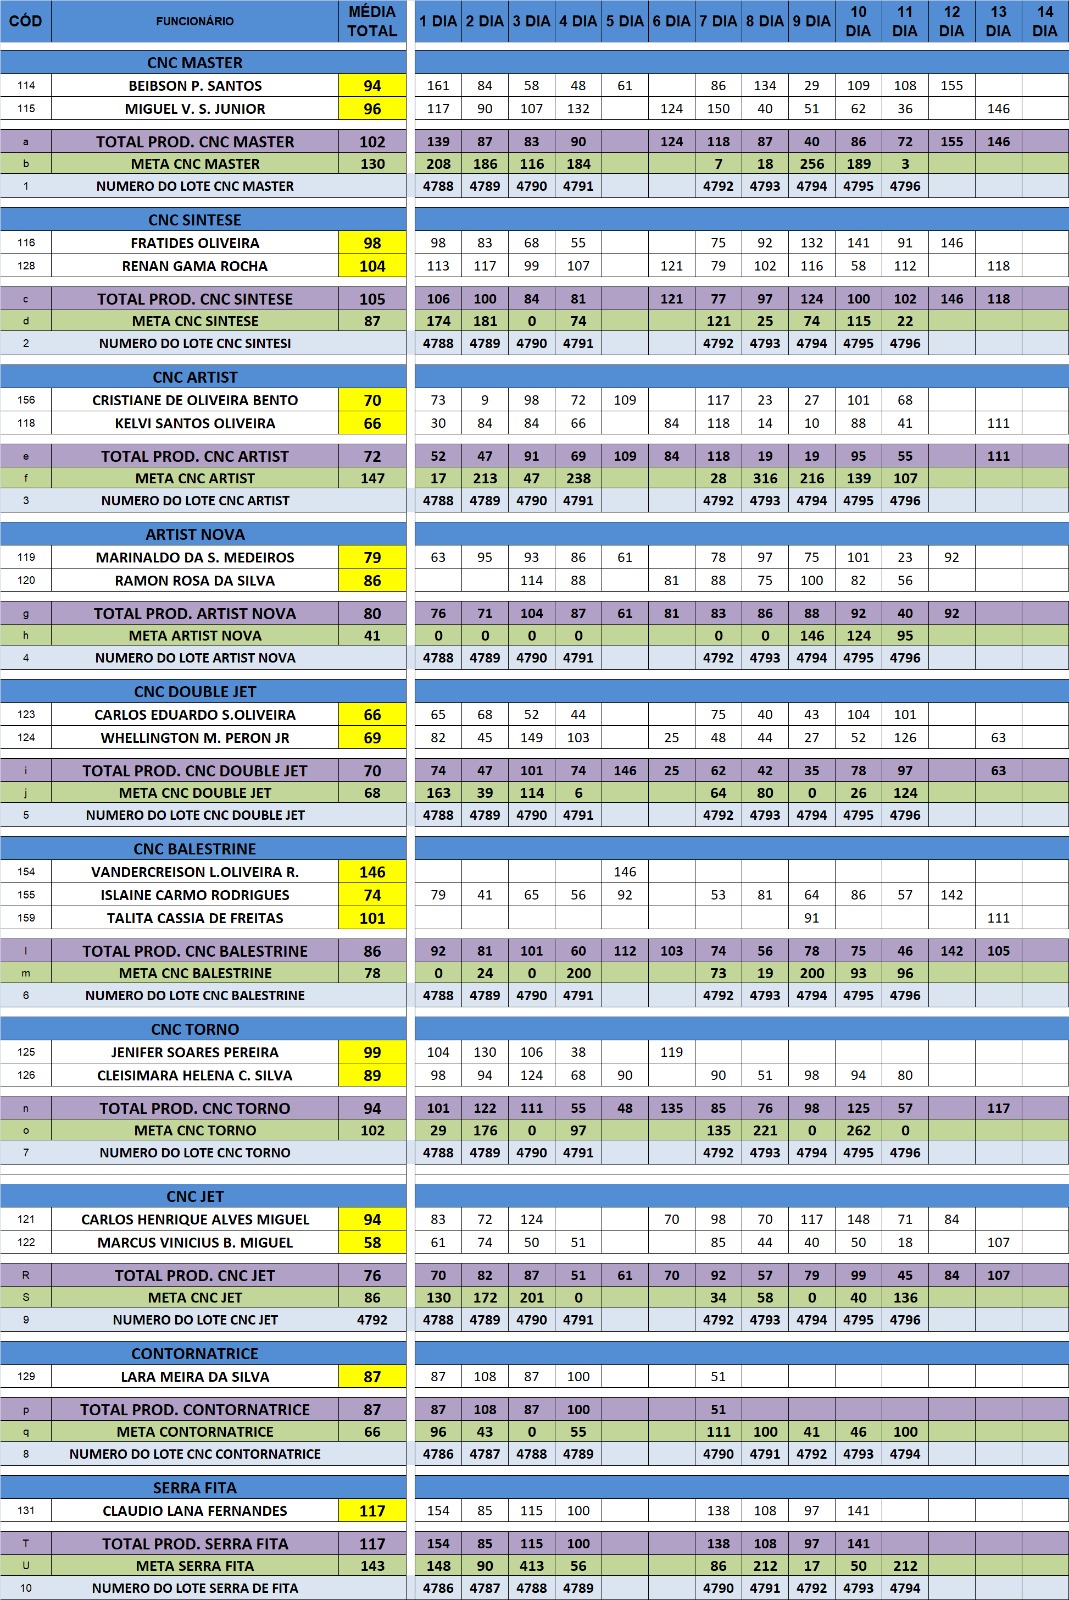 CÓD FUNCIONÁRIO MÉDIA TOTAL 1 DIA 2 DIA 3 DIA 4 DIA 5 DIA 6 DIA 7 DIA 8 DIA 9 DIA 10 DIA 11 DIA 12 DIA 13 DIA 14 DIA
CNC MASTER
114 BEIBSON P. SANTOS 94 161 84 58 48 61 86 134 29 109 108 155
115 MIGUEL V. S. JUNIOR 96 117 90 107 132 124 150 40 51 62 36 146
a TOTAL PROD. CNC MASTER 102 139 87 83 90 124 118 87 40 86 72 155 146
b META CNC MASTER 130 208 186 116 184 7 18 256 189 3
1 NUMERO DO LOTE CNC MASTER 4788 4789 4790 4791 4792 4793 4794 4795 4796
CNC SINTESE
116 FRATIDES OLIVEIRA 98 98 83 68 55 75 92 132 141 91 146
128 RENAN GAMA ROCHA 104 113 117 99 107 121 79 102 116 58 112 118
c TOTAL PROD. CNC SINTESE 105 106 100 84 81 121 77 97 124 100 102 146 118
d META CNC SINTESE 87 174 181 0 74 121 25 74 115 22
2 NUMERO DO LOTE CNC SINTESI 4788 4789 4790 4791 4792 4793 4794 4795 4796
CNC ARTIST
156 CRISTIANE DE OLIVEIRA BENTO 70 73 9 98 72 109 117 23 27 101 68
118 KELVI SANTOS OLIVEIRA 66 30 84 84 66 84 118 14 10 88 41 111
e TOTAL PROD. CNC ARTIST 72 52 47 91 69 109 84 118 19 19 95 55 111
f META CNC ARTIST 147 17 213 47 238 28 316 216 139 107
3 NUMERO DO LOTE CNC ARTIST 4788 4789 4790 4791 4792 4793 4794 4795 4796
ARTIST NOVA
119 MARINALDO DA S. MEDEIROS 79 63 95 93 86 61 78 97 75 101 23 92
120 RAMON ROSA DA SILVA 86 114 88 81 88 75 100 82 56
g TOTAL PROD. ARTIST NOVA 80 76 71 104 87 61 81 83 86 88 92 40 92
h META ARTIST NOVA 41 0 0 0 0 0 0 146 124 95
4 NUMERO DO LOTE ARTIST NOVA 4788 4789 4790 4791 4792 4793 4794 4795 4796
CNC DOUBLE JET
123 CARLOS EDUARDO S.OLIVEIRA 66 65 68 52 44 75 40 43 104 101
124 WHELLINGTON M. PERON JR 69 82 45 149 103 25 48 44 27 52 126 63
i TOTAL PROD. CNC DOUBLE JET 70 74 47 101 74 146 25 62 42 35 78 97 63
j META CNC DOUBLE JET 68 163 39 114 6 64 80 0 26 124
5 NUMERO DO LOTE CNC DOUBLE JET 4788 4789 4790 4791 4792 4793 4794 4795 4796
CNC BALESTRINE
154 VANDERCREISON L.OLIVEIRA R. 146 146
155 ISLAINE CARMO RODRIGUES 74 79 41 65 56 92 53 81 64 86 57 142
159 TALITA CASSIA DE FREITAS 101 91 111
l TOTAL PROD. CNC BALESTRINE 86 92 81 101 60 112 103 74 56 78 75 46 142 105
m META CNC BALESTRINE 78 0 24 0 200 73 19 200 93 96
6 NUMERO DO LOTE CNC BALESTRINE 4788 4789 4790 4791 4792 4793 4794 4795 4796
CNC TORNO
125 JENIFER SOARES PEREIRA 99 104 130 106 38 119
126 CLEISIMARA HELENA C. SILVA 89 98 94 124 68 90 90 51 98 94 80
n TOTAL PROD. CNC TORNO 94 101 122 111 55 48 135 85 76 98 125 57 117
o META CNC TORNO 102 29 176 0 97 135 221 0 262 0
7 NUMERO DO LOTE CNC TORNO 4788 4789 4790 4791 4792 4793 4794 4795 4796
CNC JET
121 CARLOS HENRIQUE ALVES MIGUEL 94 83 72 124 70 98 70 117 148 71 84
122 MARCUS VINICIUS B. MIGUEL 58 61 74 50 51 85 44 40 50 18 107
R TOTAL PROD. CNC JET 76 70 82 87 51 61 70 92 57 79 99 45 84 107
S META CNC JET 86 130 172 201 0 34 58 0 40 136
9 NUMERO DO LOTE CNC JET 4792 4788 4789 4790 4791 4792 4793 4794 4795 4796
CONTORNATRICE
129 LARA MEIRA DA SILVA 87 87 108 87 100 51
p TOTAL PROD. CONTORNATRICE 87 87 108 87 100 51
q META CONTORNATRICE 66 96 43 0 55 111 100 41 46 100
8 NUMERO DO LOTE CNC CONTORNATRICE 4786 4787 4788 4789 4790 4791 4792 4793 4794
SERRA FITA
131 CLAUDIO LANA FERNANDES 117 154 85 115 100 138 108 97 141
T TOTAL PROD. SERRA FITA 117 154 85 115 100 138 108 97 141
U META SERRA FITA 143 148 90 413 56 86 212 17 50 212
10 NUMERO DO LOTE SERRA DE FITA 4786 4787 4788 4789 4790 4791 4792 4793 4794